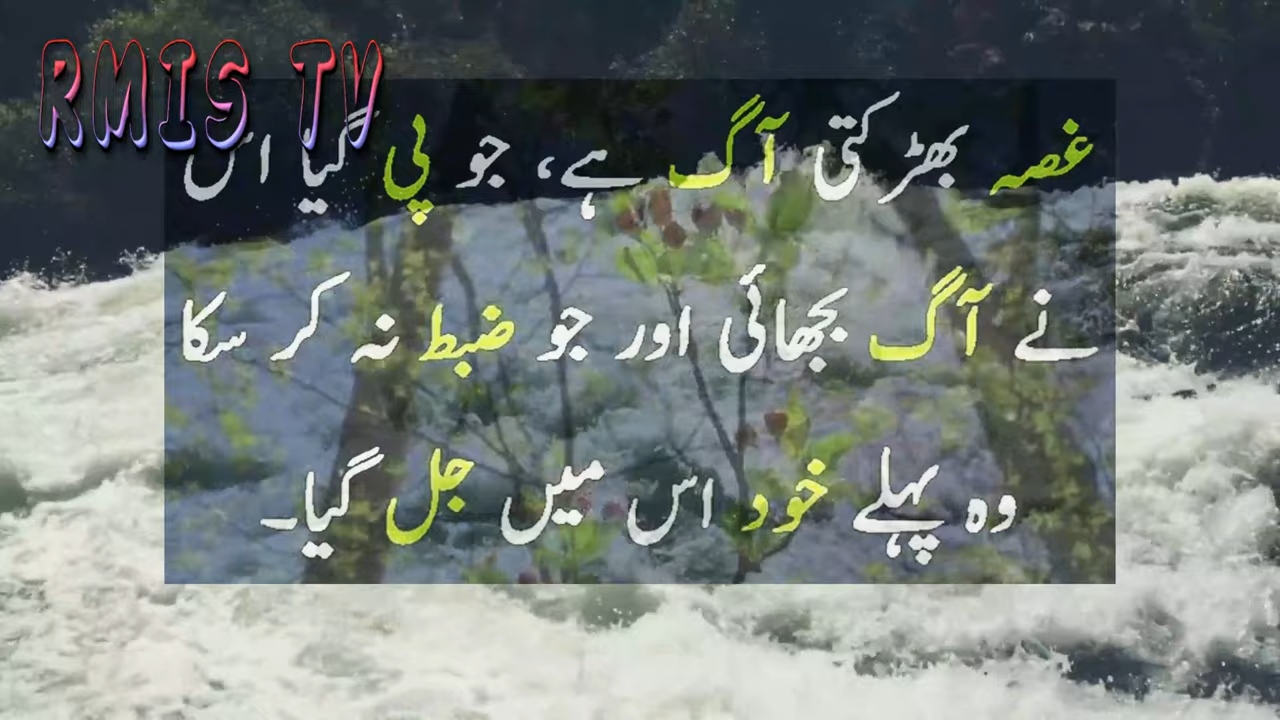 RMIS TV
غصہ بھڑکتی آگ ہے، جو پی گیا اس
نے آگ بجھائی اور جو ضبط نہ کر سکا
وہ پہلے خود اس میں جل گیا۔